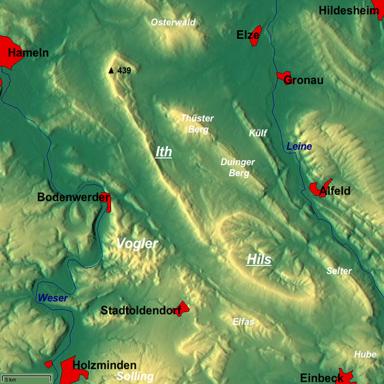 Hildesheim
Osterwald
Elze
Hameln
439
Gronau
Thüster
Berg
Külf
Leine
Ith
Duinger
Berg
Alfeld
Bodenwerder
Vogler
Hils
Selter
Weser
Stadtoldendorf
Elfas
Hube
Holzminden
Solling
Einbeck